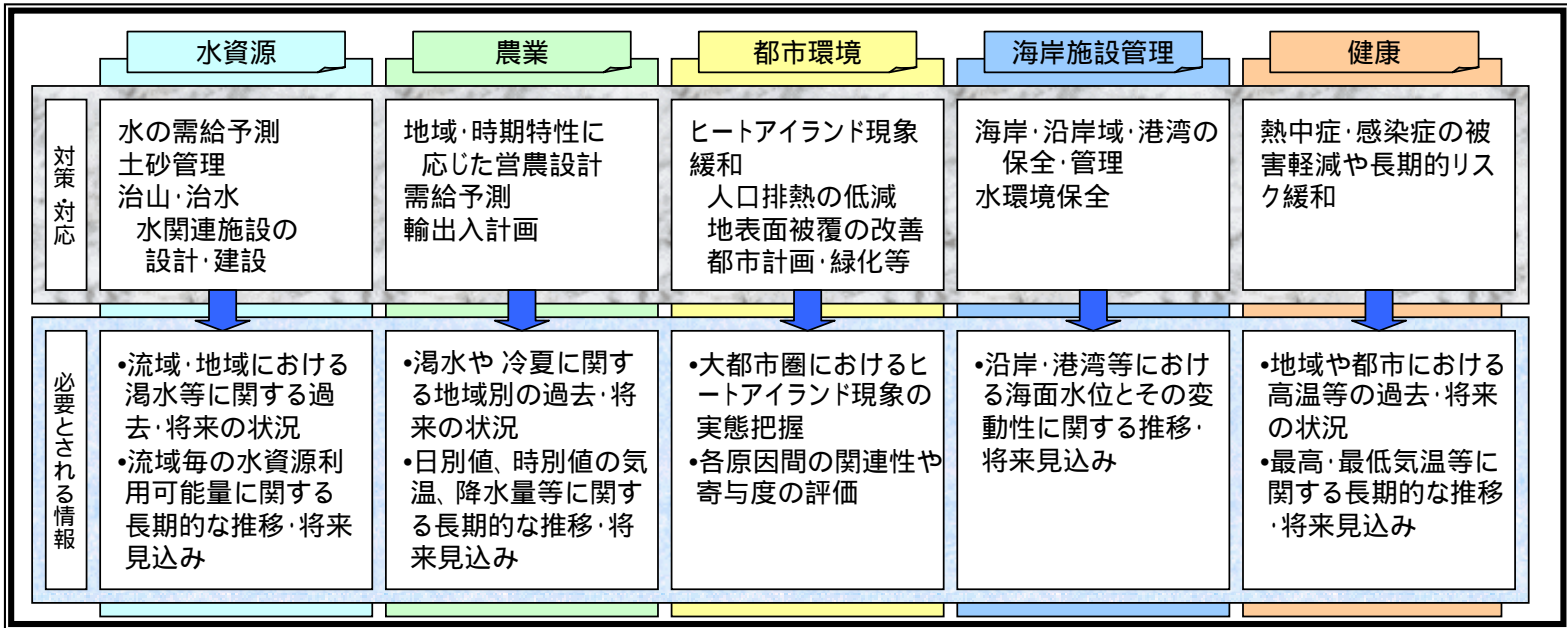 水資源
農業
都市環境
海岸施設管理
健康
対策・対応
水の需給予測
土砂管理
治山・治水
水関連施設の
設計・建設
地域・時期特性に
応じた営農設計
需給予測
輸出入計画
ヒートアイランド現象
緩和
人口排熱の低減
地表面被覆の改善
都市計画・緑化等
海岸・沿岸域・港湾の
保全・管理
水環境保全
熱中症・感染症の被
害軽減や長期的リス
ク緩和
必要とされる情報
•流域・地域における
渇水等に関する過
去・将来の状況
•流域毎の水資源利
用可能量に関する
長期的な推移・将来
見込み
•渇水や 冷夏に関す
る地域別の過去・将
来の状況
•日別値、時別値の気
温、降水量等に関す
る長期的な推移・将
来見込み
•大都市圏におけるヒ
ートアイランド現象の
実態把握
•各原因間の関連性や
寄与度の評価
•沿岸・港湾等におけ
る海面水位とその変
動性に関する推移・
将来見込み
•地域や都市における
高温等の過去・将来
の状況
•最高・最低気温等に
関する長期的な推移
・将来見込み